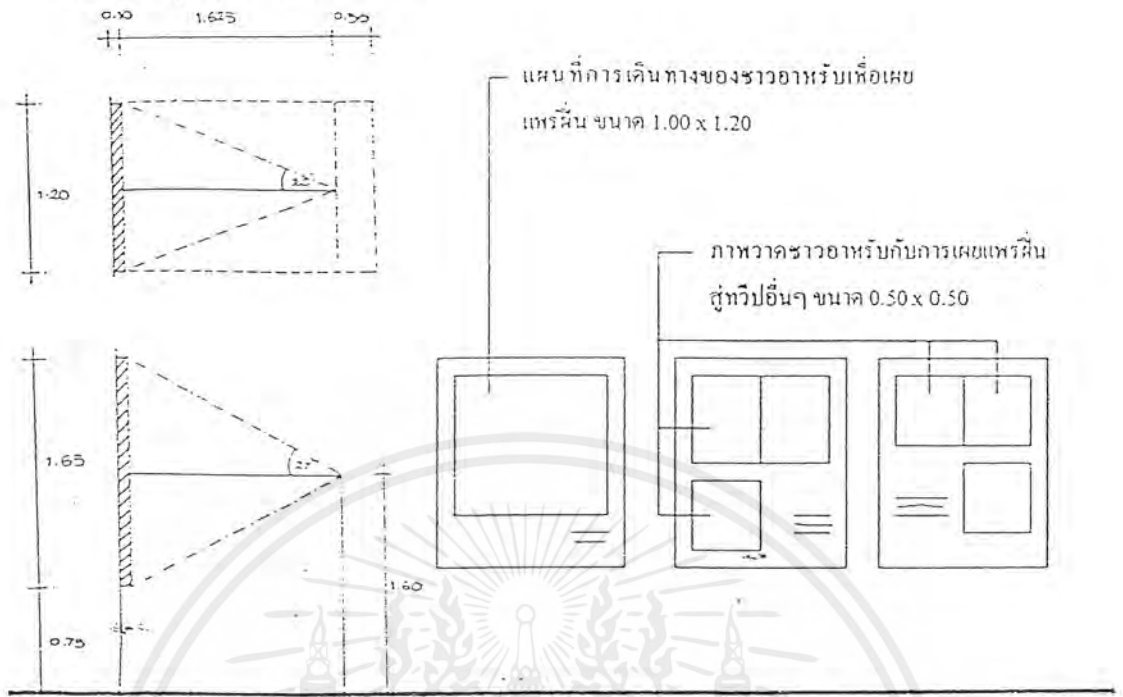 0.10 1.625 0.50
แผนที่การเดินทางของชาวอาหรับเพื่อเผย
แพร่ฝิ่น ขนาด 1.00 x 1.20
1.20
ภาพวาดชาวอาหรับกับการเผยแพร่ฝิ่น
สู่ทวีปอื่นๆ ขนาด 0.50 x 0.50
1.65
1.60
0.75